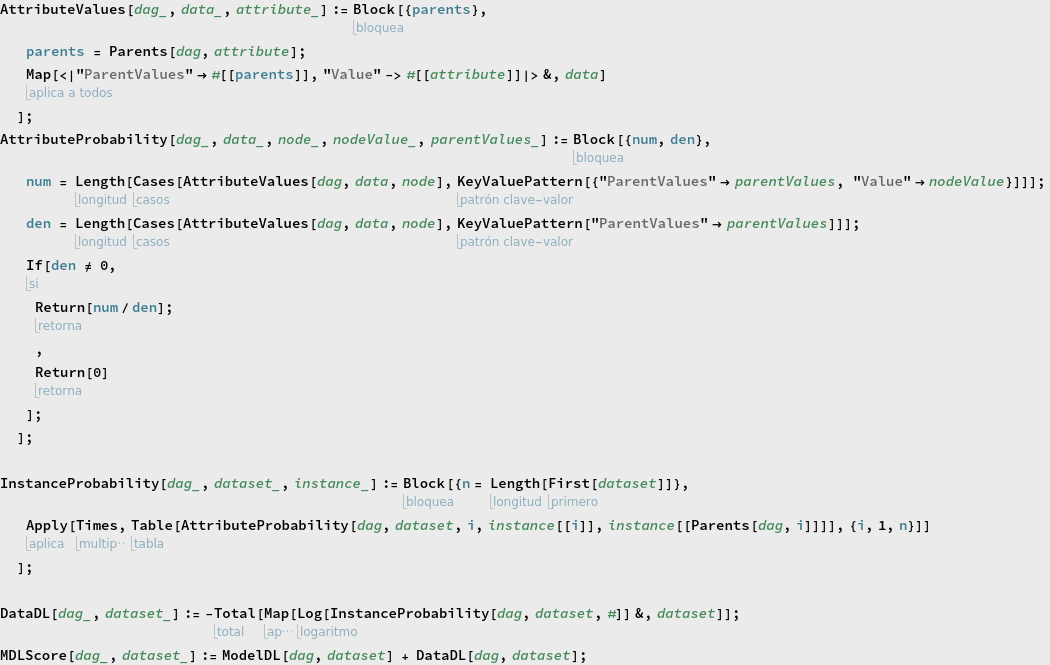 AttributeValues[dag_, data_, attribute_] := Block[{parents},
bloquea
parents = Parents[dag, attribute];
Map[<|"ParentValues" → #[[parents]], "Value" -> #[[attribute]]|> &, data]
aplica a todos
];
AttributeProbability[dag_, data_, node_, nodeValue_, parentValues_] := Block[{num, den},
bloquea
num = Length[Cases[AttributeValues[dag, data, node], KeyValuePattern[{"ParentValues" → parentValues, "Value" → nodeValue}]]];
longitud casos patrón clave-valor
den = Length[Cases[AttributeValues[dag, data, node], KeyValuePattern["ParentValues" → parentValues]]];
longitud casos patrón clave-valor
If[den ≠ 0,
si
Return[num / den];
retorna
,
Return[0]
retorna
];
];
InstanceProbability[dag_, dataset_, instance_] := Block[{n = Length[First[dataset]]},
bloquea longitud primero
Apply[Times, Table[AttributeProbability[dag, dataset, i, instance[[i]], instance[[Parents[dag, i]]]], {i, 1, n}]]
aplica multip⋯ tabla
];
DataDL[dag_, dataset_] := -Total[Map[Log[InstanceProbability[dag, dataset, #]] &, dataset]];
total ap⋯ logaritmo
MDLScore[dag_, dataset_] := ModelDL[dag, dataset] + DataDL[dag, dataset];